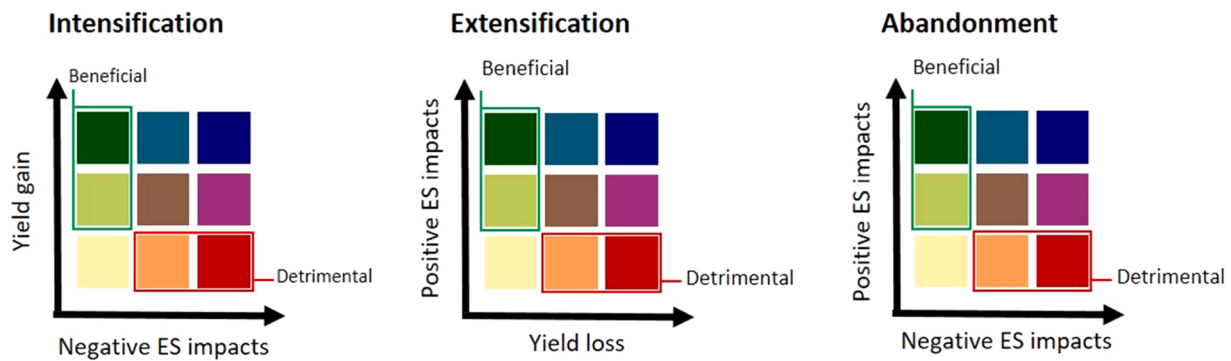 Intensification
Beneficial
Yield gain
Detrimental
Negative ES impacts
Extensification
Beneficial
Positive ES impacts
Detrimental
Yield loss
Abandonment
Beneficial
Positive ES impacts
Detrimental
Negative ES impacts